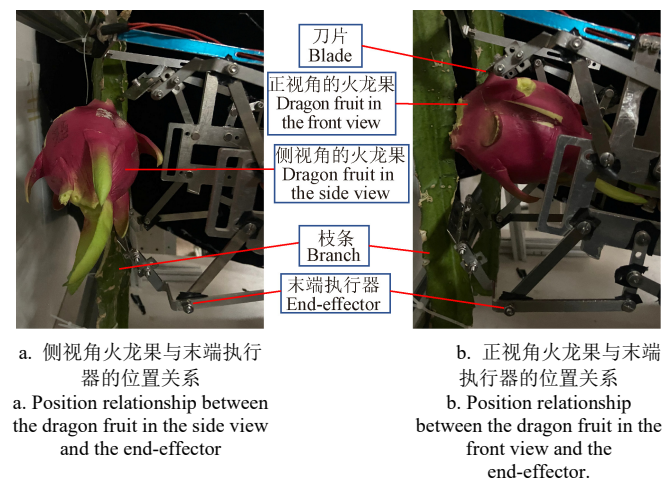 刀片
Blade
正视角的火龙果
Dragon fruit in
the front view
侧视角的火龙果
Dragon fruit in
the side view
枝条
Branch
末端执行器
End-effector
a. 侧视角火龙果与末端执行
器的位置关系
a. Position relationship between
the dragon fruit in the side view
and the end-effector
b. 正视角火龙果与末端
执行器的位置关系
b. Position relationship
between the dragon fruit in the
front view and the
end-effector.